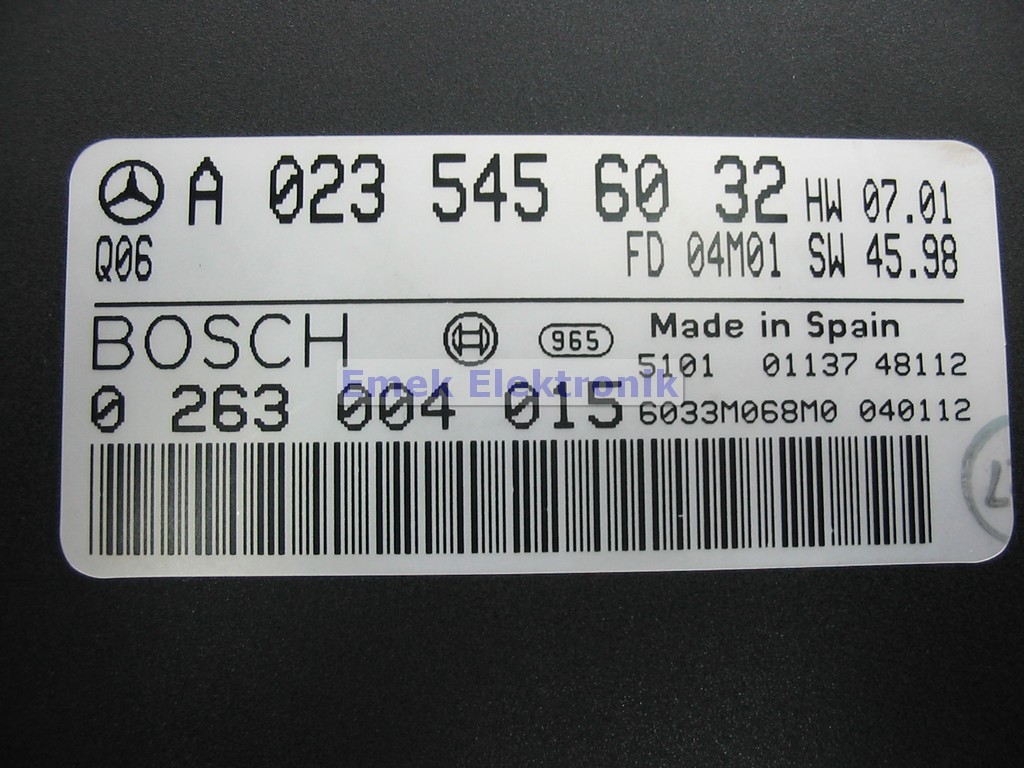 A 023 545 60 32 HW 07.01
Q06 FD 04M01 SW 45.98
BOSCH 965 Made in Spain
5101 01137 48112
Emek Elektronik
0 263 004 015 6033M068M0 040112